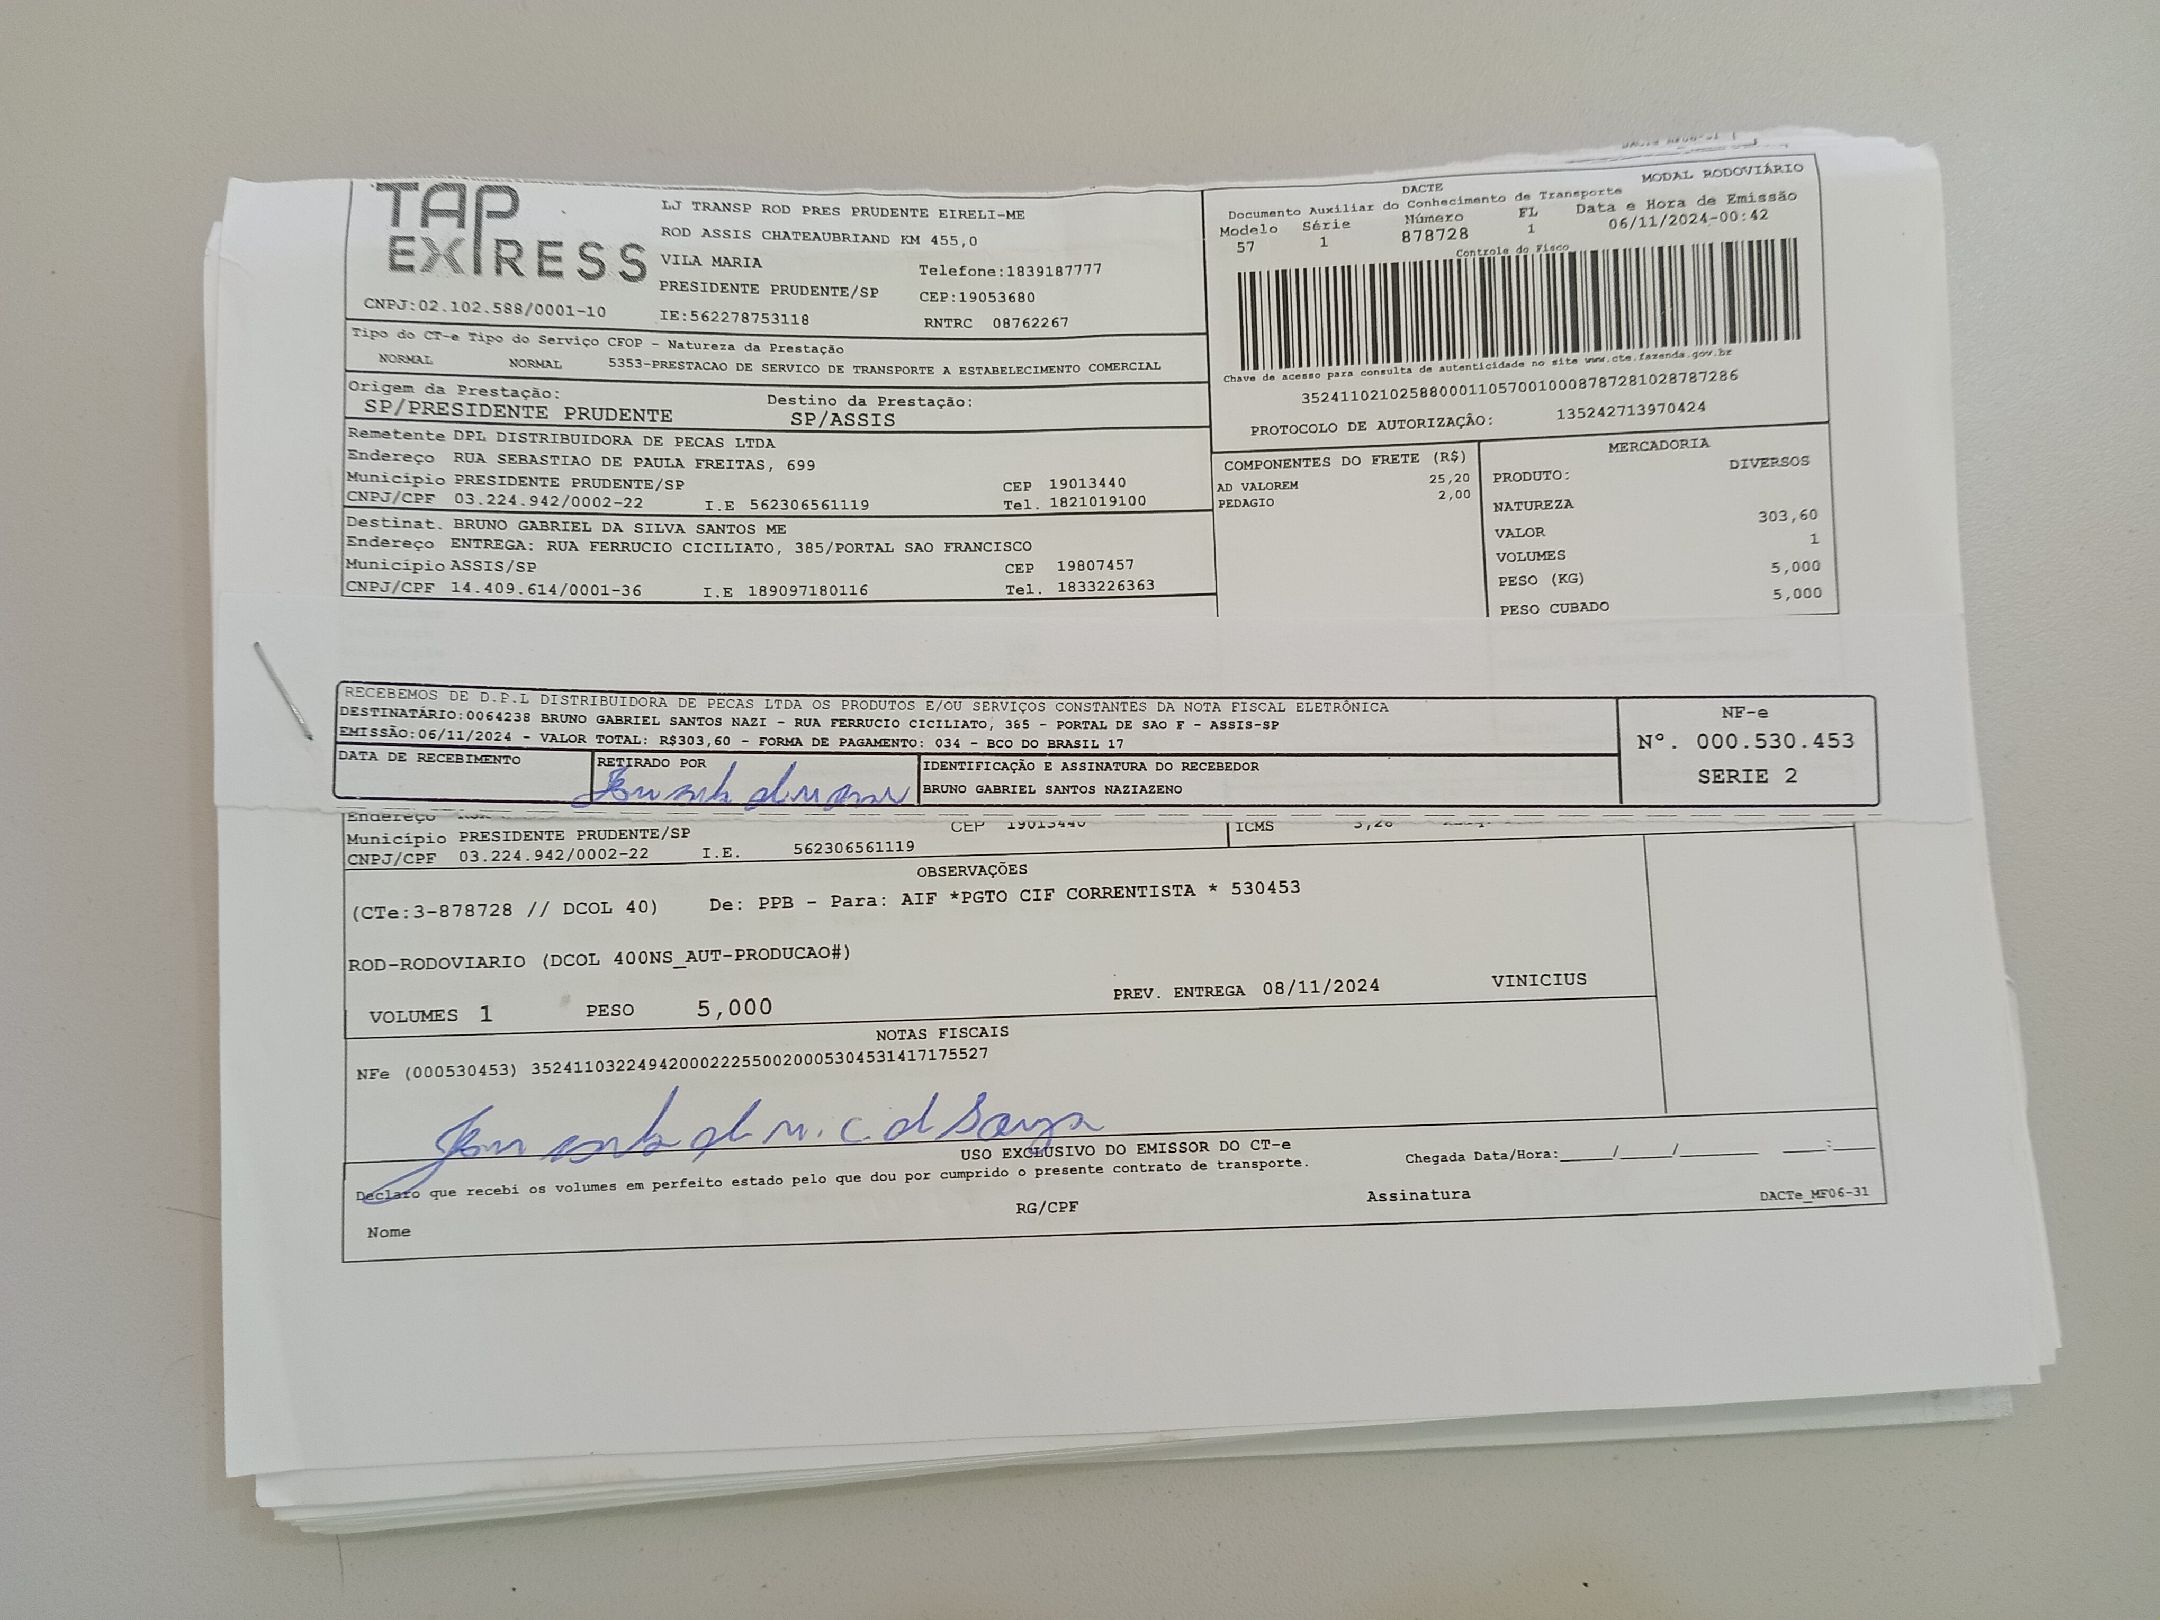 TAP
EXPRESS
LJ TRANSP ROD PRES PRUDENTE EIRELI-ME
ROD ASSIS CHATEAUBRIAND KM 455,0
VILA MARIA
Telefone:1839187777
PRESIDENTE PRUDENTE/SP
CEP:19053680
CNPJ:02.102.588/0001-10
IE:562278753118
RNTRC 08762267
DACTE
MODAL RODOVIÁRIO
Documento Auxiliar do Conhecimento de Transporte
Modelo Série Número FL Data e Hora de Emissão
57 1 878728 1 06/11/2024-00:42
Controle do Fisco
Chave de acesso para consulta de autenticidade no site www.cte.fazenda.gov.br
35241102102588000110570010008787281028787286
PROTOCOLO DE AUTORIZAÇÃO: 135242713970424
Tipo do CT-e Tipo do Serviço CFOP - Natureza da Prestação
NORMAL NORMAL 5353-PRESTACAO DE SERVICO DE TRANSPORTE A ESTABELECIMENTO COMERCIAL
Origem da Prestação: Destino da Prestação:
SP/PRESIDENTE PRUDENTE SP/ASSIS
Remetente DPL DISTRIBUIDORA DE PECAS LTDA
Endereço RUA SEBASTIAO DE PAULA FREITAS, 699
Município PRESIDENTE PRUDENTE/SP CEP 19013440
CNPJ/CPF 03.224.942/0002-22 I.E 562306561119 Tel. 1821019100
Destinat. BRUNO GABRIEL DA SILVA SANTOS ME
Endereço ENTREGA: RUA FERRUCIO CICILIATO, 385/PORTAL SAO FRANCISCO
Município ASSIS/SP CEP 19807457
CNPJ/CPF 14.409.614/0001-36 I.E 189097180116 Tel. 1833226363
COMPONENTES DO FRETE (R$)
AD VALOREM 25,20
PEDAGIO 2,00
MERCADORIA
PRODUTO: DIVERSOS
NATUREZA
VALOR 303,60
VOLUMES 1
PESO (KG) 5,000
PESO CUBADO 5,000
RECEBEMOS DE D.P.L DISTRIBUIDORA DE PECAS LTDA OS PRODUTOS E/OU SERVIÇOS CONSTANTES DA NOTA FISCAL ELETRÔNICA
DESTINATÁRIO:0064238 BRUNO GABRIEL SANTOS NAZI - RUA FERRUCIO CICILIATO, 385 - PORTAL DE SAO F - ASSIS-SP
EMISSÃO:06/11/2024 - VALOR TOTAL: R$303,60 - FORMA DE PAGAMENTO: 034 - BCO DO BRASIL 17
DATA DE RECEBIMENTO
RETIRADO POR
IDENTIFICAÇÃO E ASSINATURA DO RECEBEDOR
BRUNO GABRIEL SANTOS NAZIAZENO
NF-e
Nº. 000.530.453
SERIE 2
Endereço
CEP 19013440
ICMS
Município PRESIDENTE PRUDENTE/SP
CNPJ/CPF 03.224.942/0002-22 I.E. 562306561119
OBSERVAÇÕES
(CTe:3-878728 // DCOL 40) De: PPB - Para: AIF *PGTO CIF CORRENTISTA * 530453
ROD-RODOVIARIO (DCOL 400NS_AUT-PRODUCAO#)
VOLUMES 1 PESO 5,000 PREV. ENTREGA 08/11/2024 VINICIUS
NOTAS FISCAIS
NFe (000530453) 35241103224942000222550020005304531417175527
USO EXCLUSIVO DO EMISSOR DO CT-e
Declaro que recebi os volumes em perfeito estado pelo que dou por cumprido o presente contrato de transporte.
Chegada Data/Hora:_____/_____/________ ____:____
Nome RG/CPF Assinatura DACTe_MF06-31